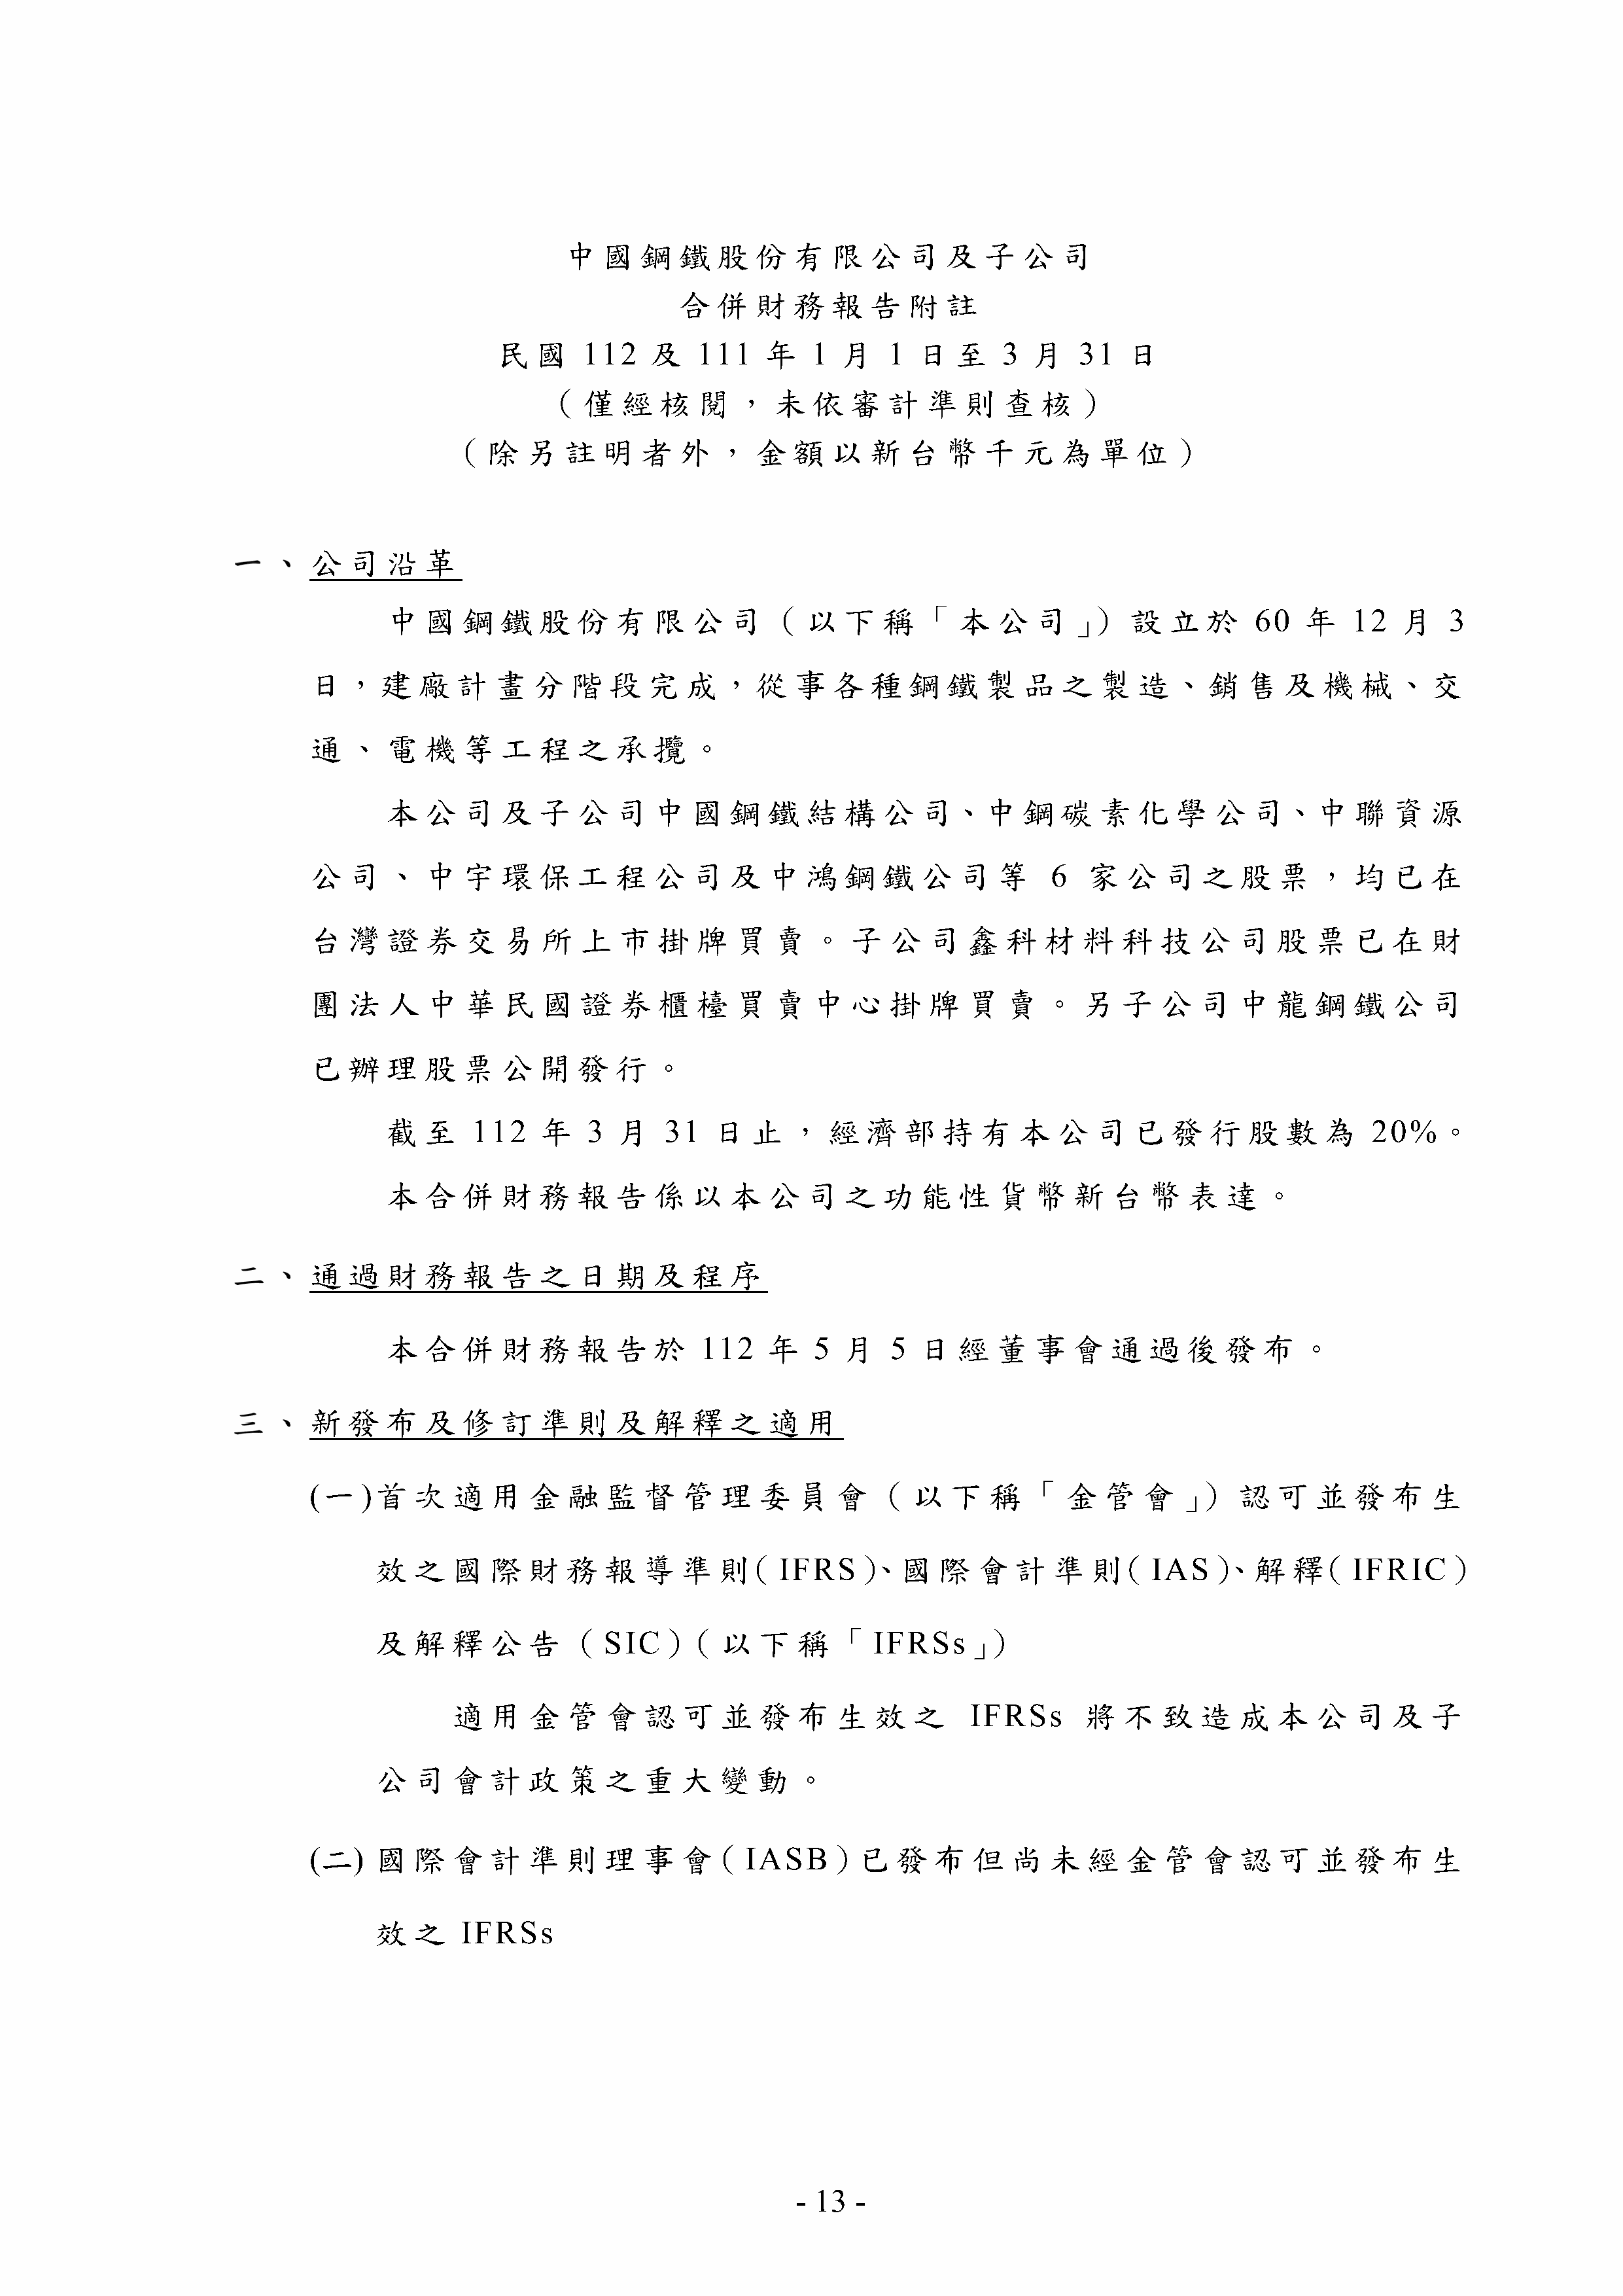 中國鋼鐵股份有限公司及子公司
合併財務報告附註
民國 112 及 111 年 1 月 1 日至 3 月 31 日
（僅經核閱，未依審計準則查核）
（除另註明者外，金額以新台幣千元為單位）
一、公司沿革
中國鋼鐵股份有限公司（以下稱「本公司」）設立於 60 年 12 月 3
日，建廠計畫分階段完成，從事各種鋼鐵製品之製造、銷售及機械、交
通、電機等工程之承攬。
本公司及子公司中國鋼鐵結構公司、中鋼碳素化學公司、中聯資源
公司、中宇環保工程公司及中鴻鋼鐵公司等 6 家公司之股票，均已在
台灣證券交易所上市掛牌買賣。子公司鑫科材料科技公司股票已在財
團法人中華民國證券櫃檯買賣中心掛牌買賣。另子公司中龍鋼鐵公司
已辦理股票公開發行。
截至 112 年 3 月 31 日止，經濟部持有本公司已發行股數為 20%。
本合併財務報告係以本公司之功能性貨幣新台幣表達。
二、通過財務報告之日期及程序
本合併財務報告於 112 年 5 月 5 日經董事會通過後發布。
三、新發布及修訂準則及解釋之適用
(一)首次適用金融監督管理委員會（以下稱「金管會」）認可並發布生
效之國際財務報導準則（IFRS）、國際會計準則（IAS）、解釋（IFRIC）
及解釋公告（SIC）（以下稱「IFRSs」）
適用金管會認可並發布生效之 IFRSs 將不致造成本公司及子
公司會計政策之重大變動。
(二) 國際會計準則理事會（IASB）已發布但尚未經金管會認可並發布生
效之 IFRSs
- 13 -